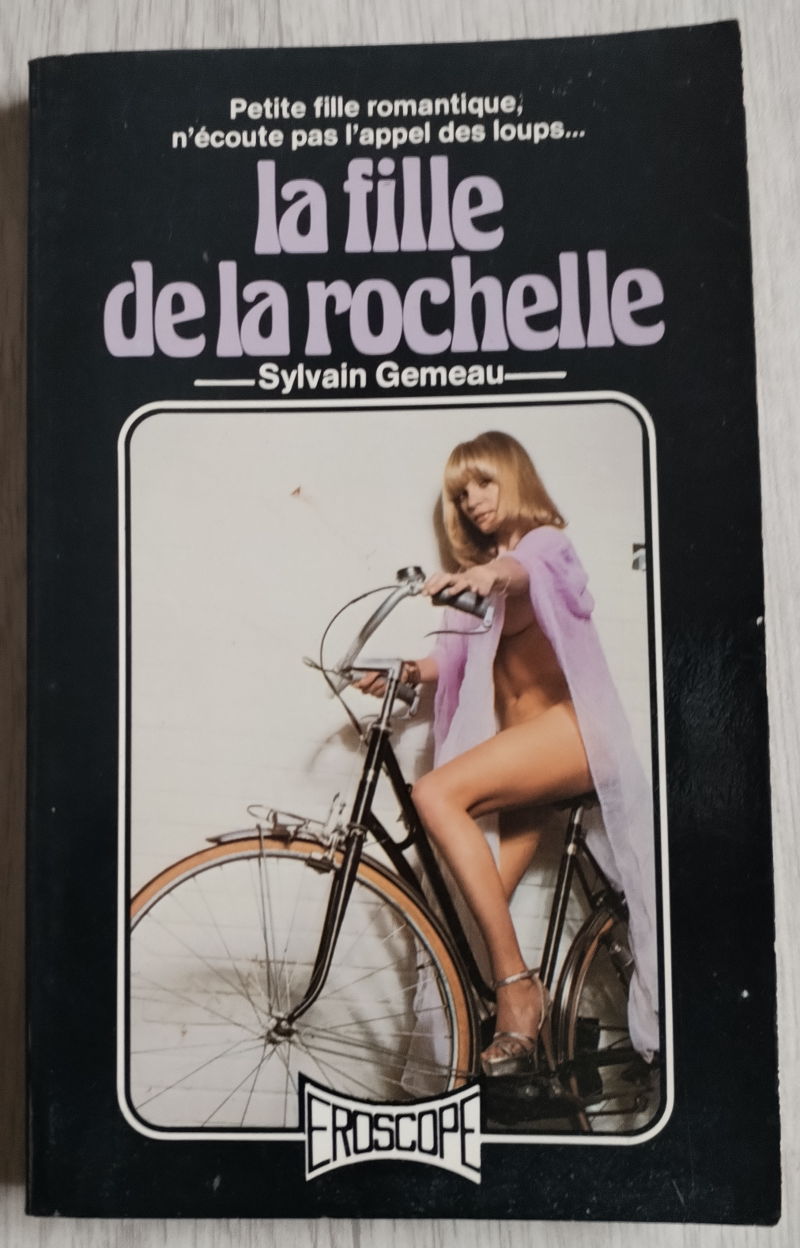 Petite fille romantique,
n'écoute pas l'appel des loups...
la fille
de la rochelle
Sylvain Gemeau
EROSCOPE